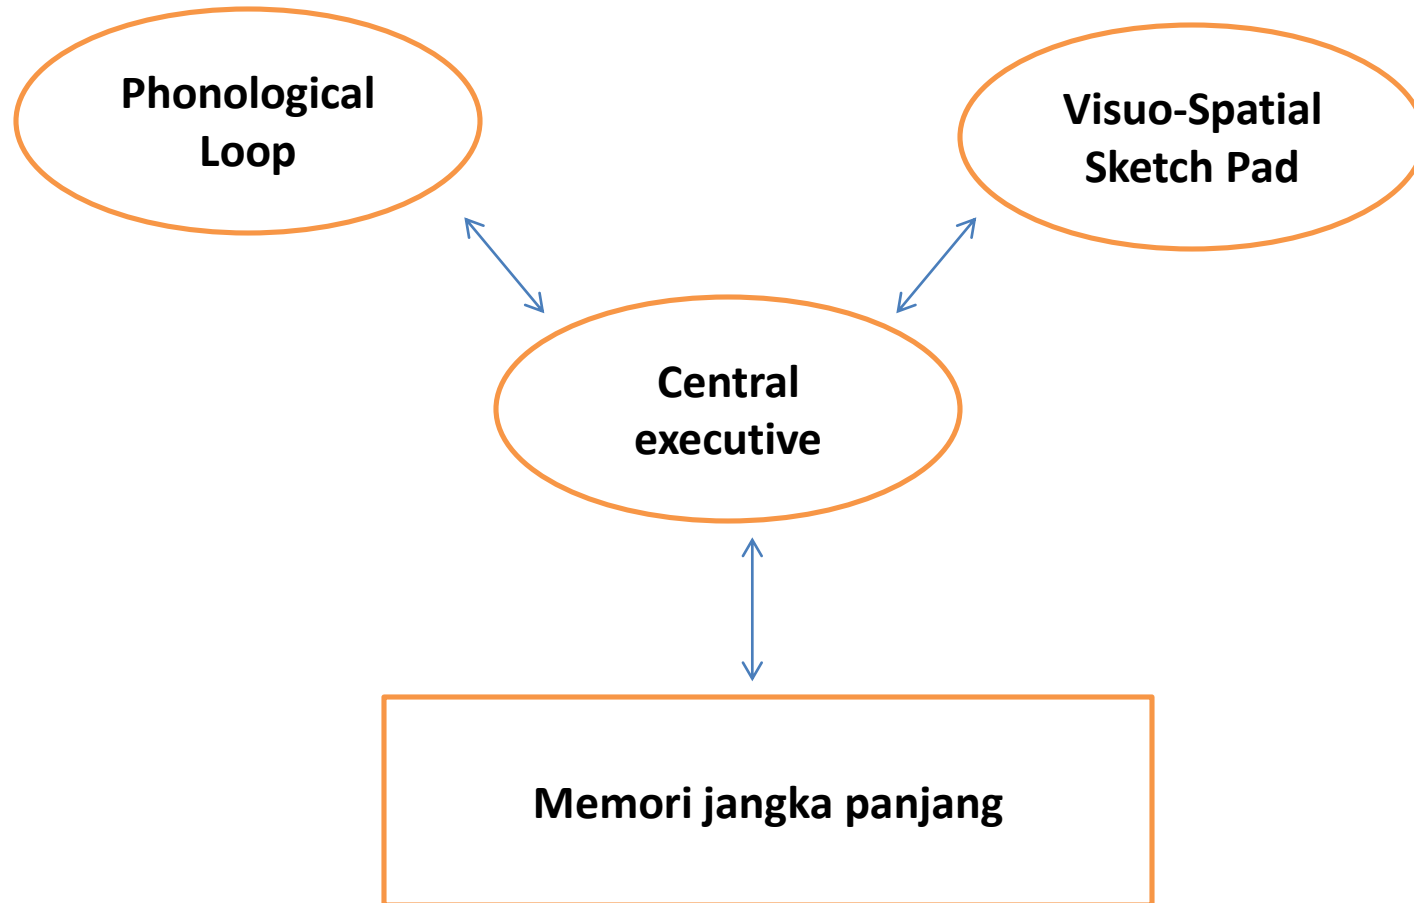 Phonological
Loop
Visuo-Spatial
Sketch Pad
Central
executive
Memori jangka panjang